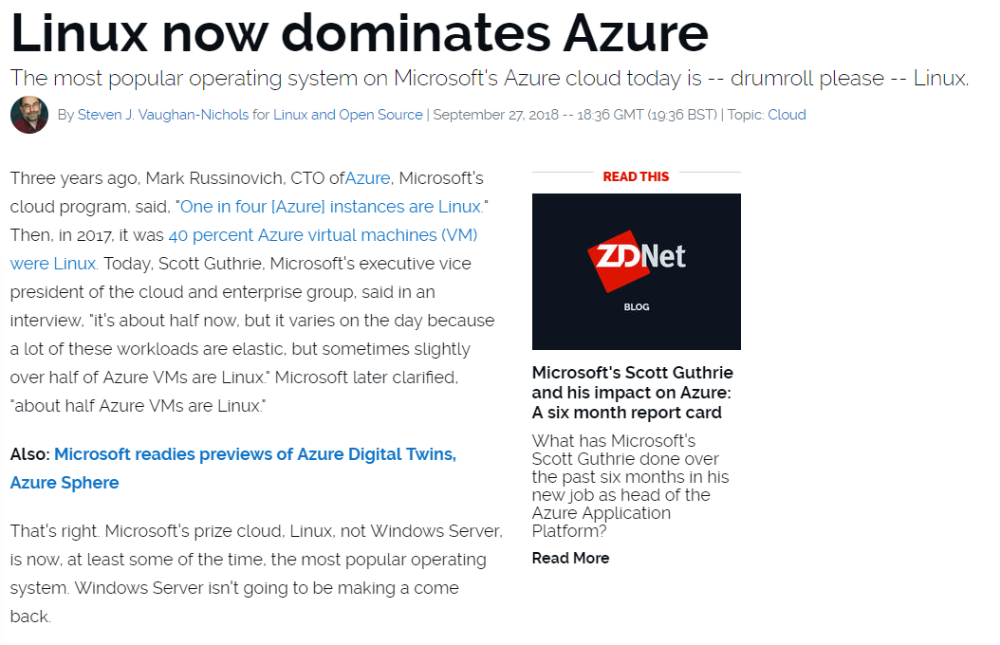 Linux now dominates Azure
The most popular operating system on Microsoft's Azure cloud today is -- drumroll please -- Linux.
By Steven J. Vaughan-Nichols for Linux and Open Source | September 27, 2018 -- 18:36 GMT (19:36 BST) | Topic: Cloud
Three years ago, Mark Russinovich, CTO ofAzure, Microsoft's
cloud program, said, "One in four [Azure] instances are Linux."
Then, in 2017, it was 40 percent Azure virtual machines (VM)
were Linux. Today, Scott Guthrie, Microsoft's executive vice
president of the cloud and enterprise group, said in an
interview, "it's about half now, but it varies on the day because
a lot of these workloads are elastic, but sometimes slightly
over half of Azure VMs are Linux." Microsoft later clarified,
"about half Azure VMs are Linux."
Also: Microsoft readies previews of Azure Digital Twins,
Azure Sphere
That's right. Microsoft's prize cloud, Linux, not Windows Server,
is now, at least some of the time, the most popular operating
system. Windows Server isn't going to be making a come
back.
READ THIS
ZDNet
BLOG
Microsoft's Scott Guthrie
and his impact on Azure:
A six month report card
What has Microsoft's
Scott Guthrie done over
the past six months in his
new job as head of the
Azure Application
Platform?
Read More